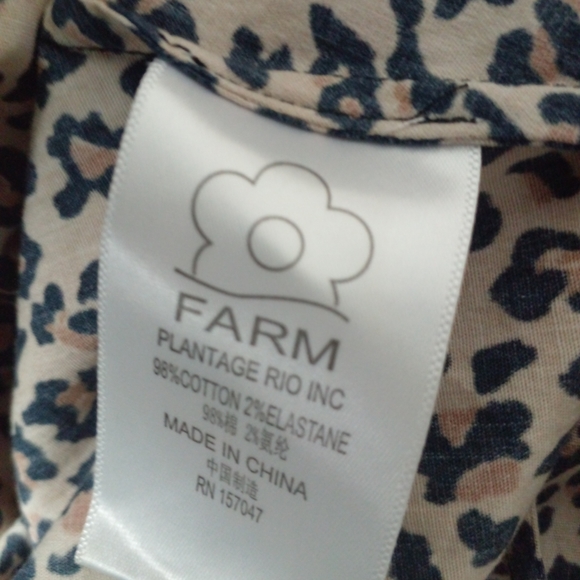 FARM
PLANTAGE RIO INC
98%COTTON 2%ELASTANE
98%棉 2%氨纶
MADE IN CHINA
中国制造
RN 157047